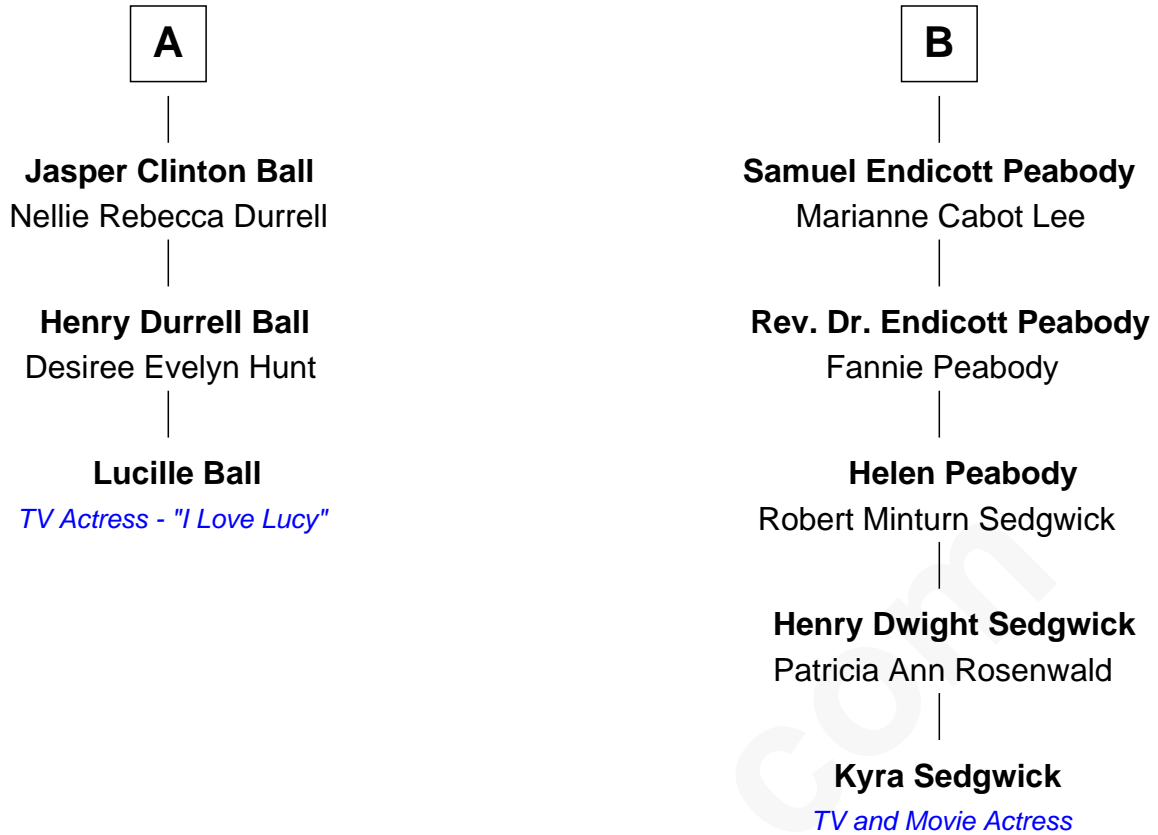 A
Jasper Clinton Ball
Nellie Rebecca Durrell
Henry Durrell Ball
Desiree Evelyn Hunt
Lucille Ball
TV Actress - "I Love Lucy"
B
Samuel Endicott Peabody
Marianne Cabot Lee
Rev. Dr. Endicott Peabody
Fannie Peabody
Helen Peabody
Robert Minturn Sedgwick
Henry Dwight Sedgwick
Patricia Ann Rosenwald
Kyra Sedgwick
TV and Movie Actress
com